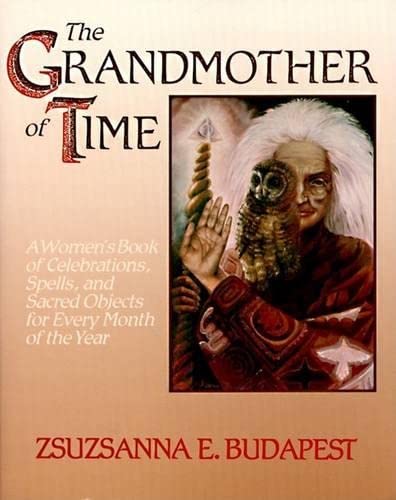 The
GRANDMOTHER
of TIME
A Women's Book
of Celebrations,
Spells, and
Sacred Objects
for Every Month
of the Year
ZSUZSANNA E. BUDAPEST